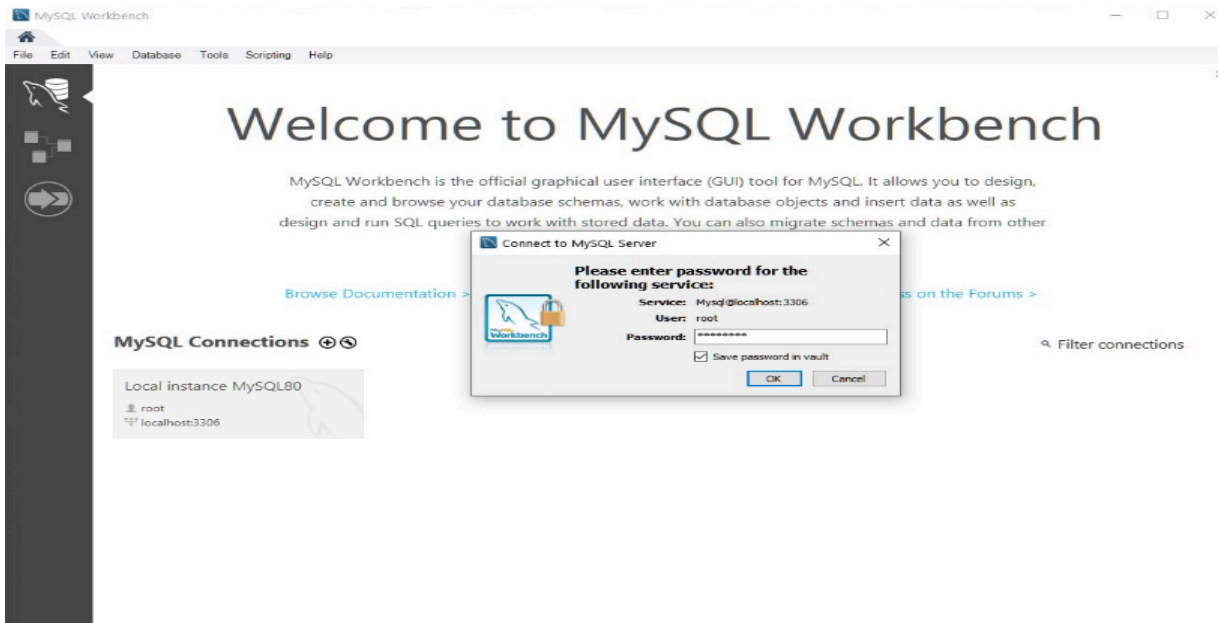 MySQL Workbench
File Edit View Database Tools Scripting Help
Welcome to MySQL Workbench
MySQL Workbench is the official graphical user interface (GUI) tool for MySQL. It allows you to design,
create and browse your database schemas, work with database objects and insert data as well as
design and run SQL queries to work with stored data. You can also migrate schemas and data from other
Connect to MySQL Server
Please enter password for the
following service:
Service: Mysql@localhost:3306
User: root
Password: ********
Save password in vault
OK Cancel
Workbench
Browse Documentation >
ss on the Forums >
MySQL Connections
Filter connections
Local instance MySQL80
root
localhost:3306